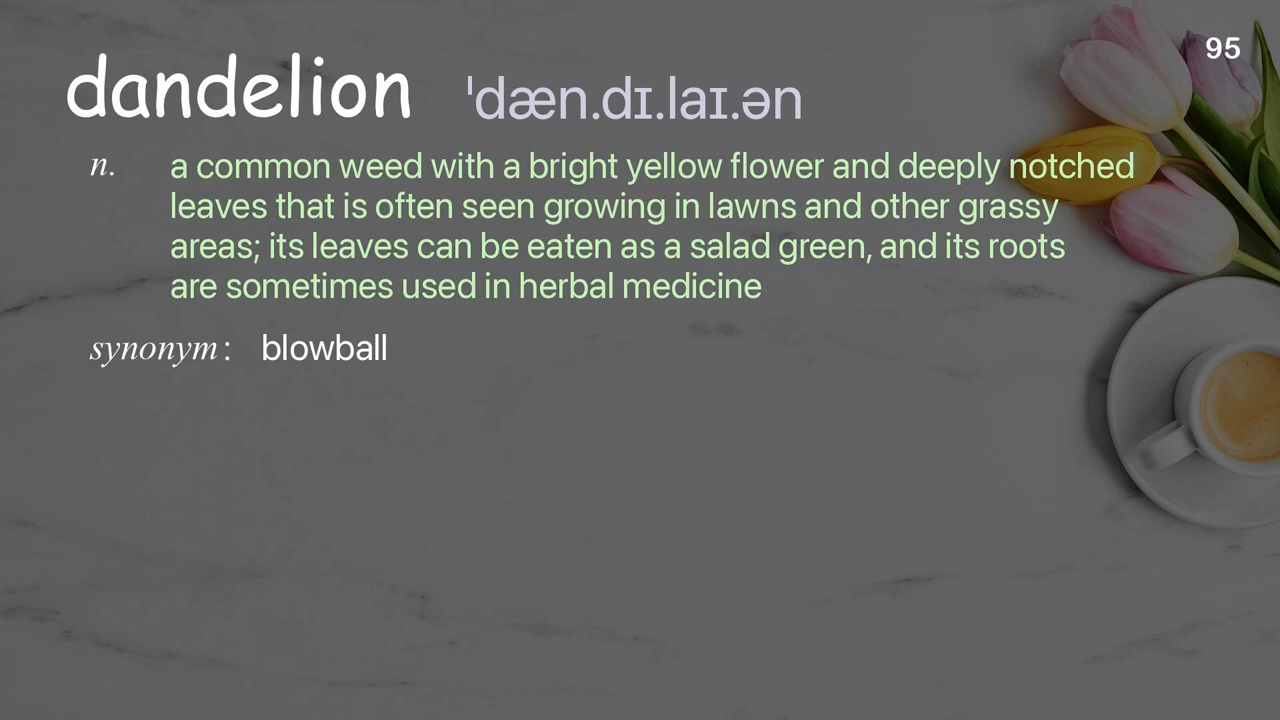 95
dandelion ˈdæn.dɪ.laɪ.ən
n. a common weed with a bright yellow flower and deeply notched
leaves that is often seen growing in lawns and other grassy
areas; its leaves can be eaten as a salad green, and its roots
are sometimes used in herbal medicine
synonym: blowball